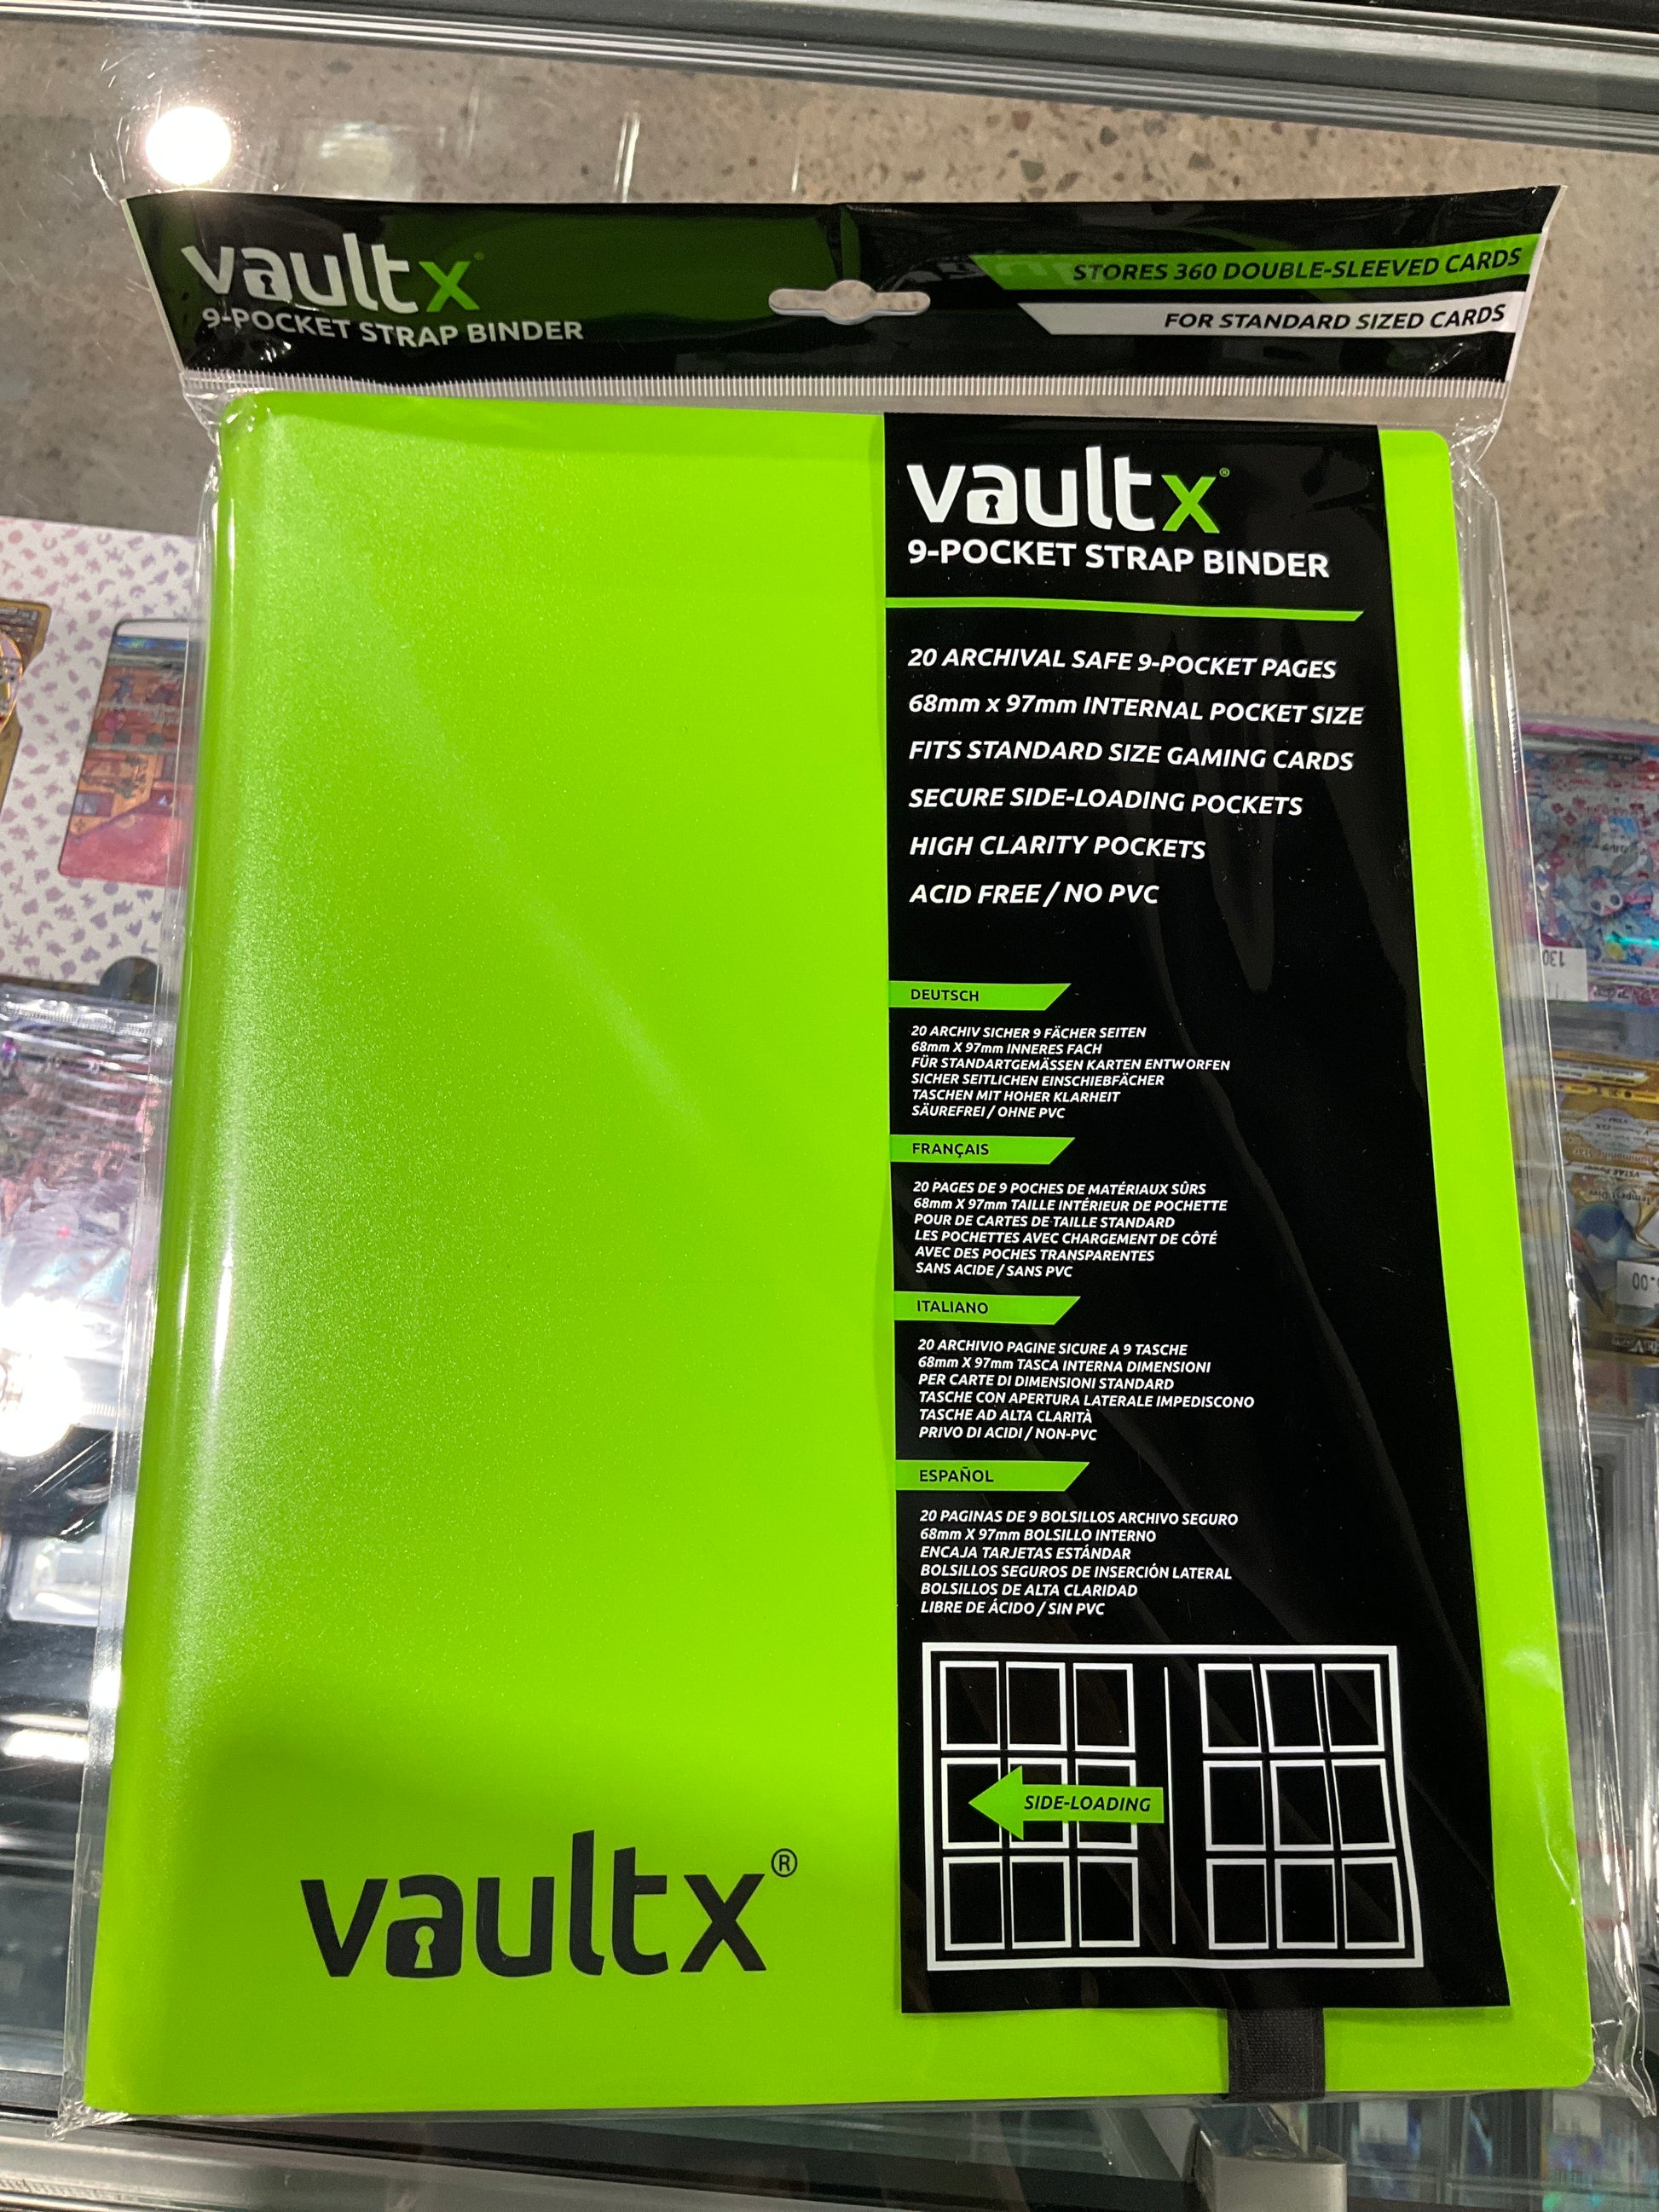 vaultx
9-POCKET STRAP BINDER
STORES 360 DOUBLE-SLEEVED CARDS
FOR STANDARD SIZED CARDS
vaultx®
9-POCKET STRAP BINDER
20 ARCHIVAL SAFE 9-POCKET PAGES
68mm x 97mm INTERNAL POCKET SIZE
FITS STANDARD SIZE GAMING CARDS
SECURE SIDE-LOADING POCKETS
HIGH CLARITY POCKETS
ACID FREE / NO PVC
DEUTSCH
20 ARCHIV SICHER 9 FÄCHER SEITEN
68mm X 97mm INNERES FACH
FÜR STANDARTGEMÄSSEN KARTEN ENTWORFEN
SICHER SEITLICHEN EINSCHIEBFÄCHER
TASCHEN MIT HOHER KLARHEIT
SÄUREFREI / OHNE PVC
FRANÇAIS
20 PAGES DE 9 POCHES DE MATÉRIAUX SÛRS
68mm X 97mm TAILLE INTÉRIEUR DE POCHETTE
POUR DE CARTES DE TAILLE STANDARD
LES POCHETTES AVEC CHARGEMENT DE CÔTÉ
AVEC DES POCHES TRANSPARENTES
SANS ACIDE / SANS PVC
ITALIANO
20 ARCHIVIO PAGINE SICURE A 9 TASCHE
68mm X 97mm TASCA INTERNA DIMENSIONI
PER CARTE DI DIMENSIONI STANDARD
TASCHE CON APERTURA LATERALE IMPEDISCONO
TASCHE AD ALTA CLARITÀ
PRIVO DI ACIDI / NON-PVC
ESPAÑOL
20 PAGINAS DE 9 BOLSILLOS ARCHIVO SEGURO
68mm X 97mm BOLSILLO INTERNO
ENCAJA TARJETAS ESTÁNDAR
BOLSILLOS SEGUROS DE INSERCIÓN LATERAL
BOLSILLOS DE ALTA CLARIDAD
LIBRE DE ÁCIDO / SIN PVC
SIDE-LOADING
vaultx®
130